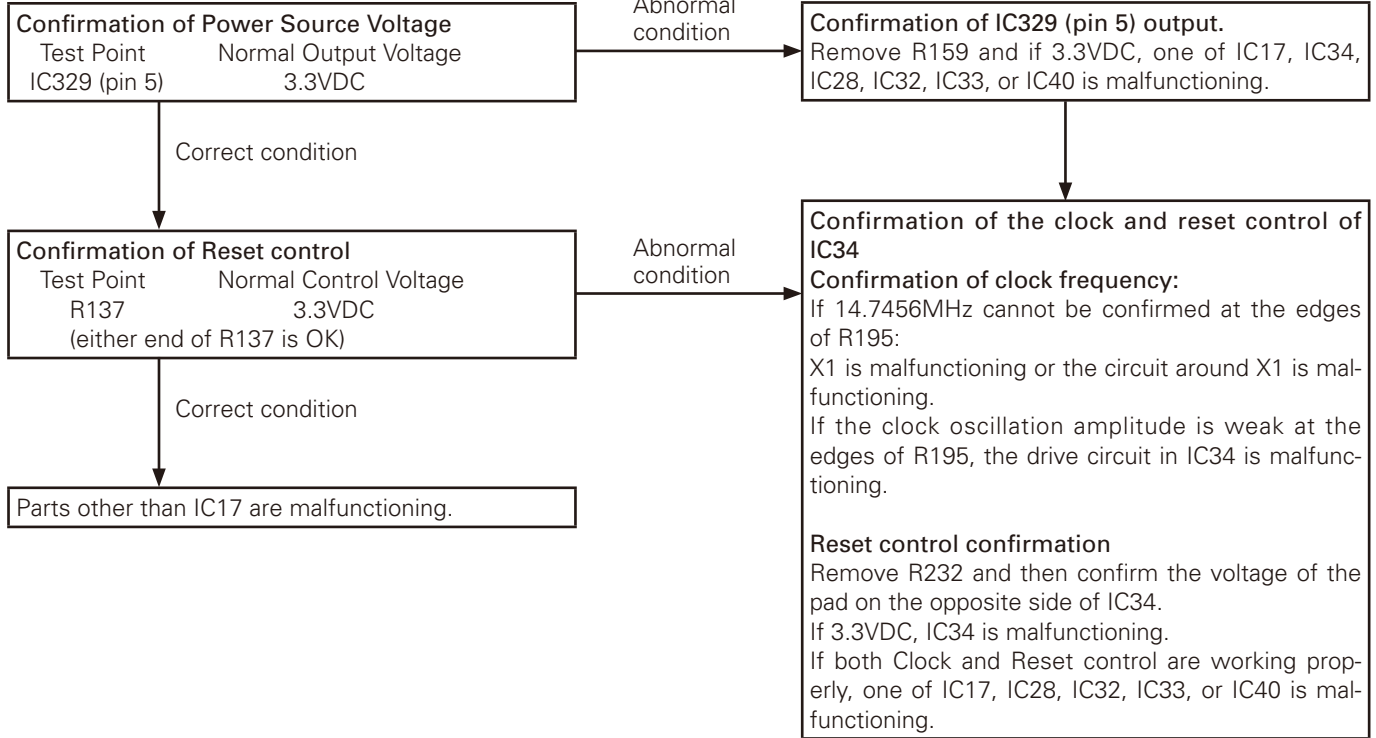 Confirmation of Power Source Voltage
Test Point Normal Output Voltage
IC329 (pin 5) 3.3VDC
Abnormal
condition
Confirmation of IC329 (pin 5) output.
Remove R159 and if 3.3VDC, one of IC17, IC34,
IC28, IC32, IC33, or IC40 is malfunctioning.
Correct condition
Confirmation of Reset control
Test Point Normal Control Voltage
R137 3.3VDC
(either end of R137 is OK)
Abnormal
condition
Confirmation of the clock and reset control of
IC34
Confirmation of clock frequency:
If 14.7456MHz cannot be confirmed at the edges
of R195:
X1 is malfunctioning or the circuit around X1 is mal-
functioning.
If the clock oscillation amplitude is weak at the
edges of R195, the drive circuit in IC34 is malfunc-
tioning.
Reset control confirmation
Remove R232 and then confirm the voltage of the
pad on the opposite side of IC34.
If 3.3VDC, IC34 is malfunctioning.
If both Clock and Reset control are working prop-
erly, one of IC17, IC28, IC32, IC33, or IC40 is mal-
functioning.
Correct condition
Parts other than IC17 are malfunctioning.